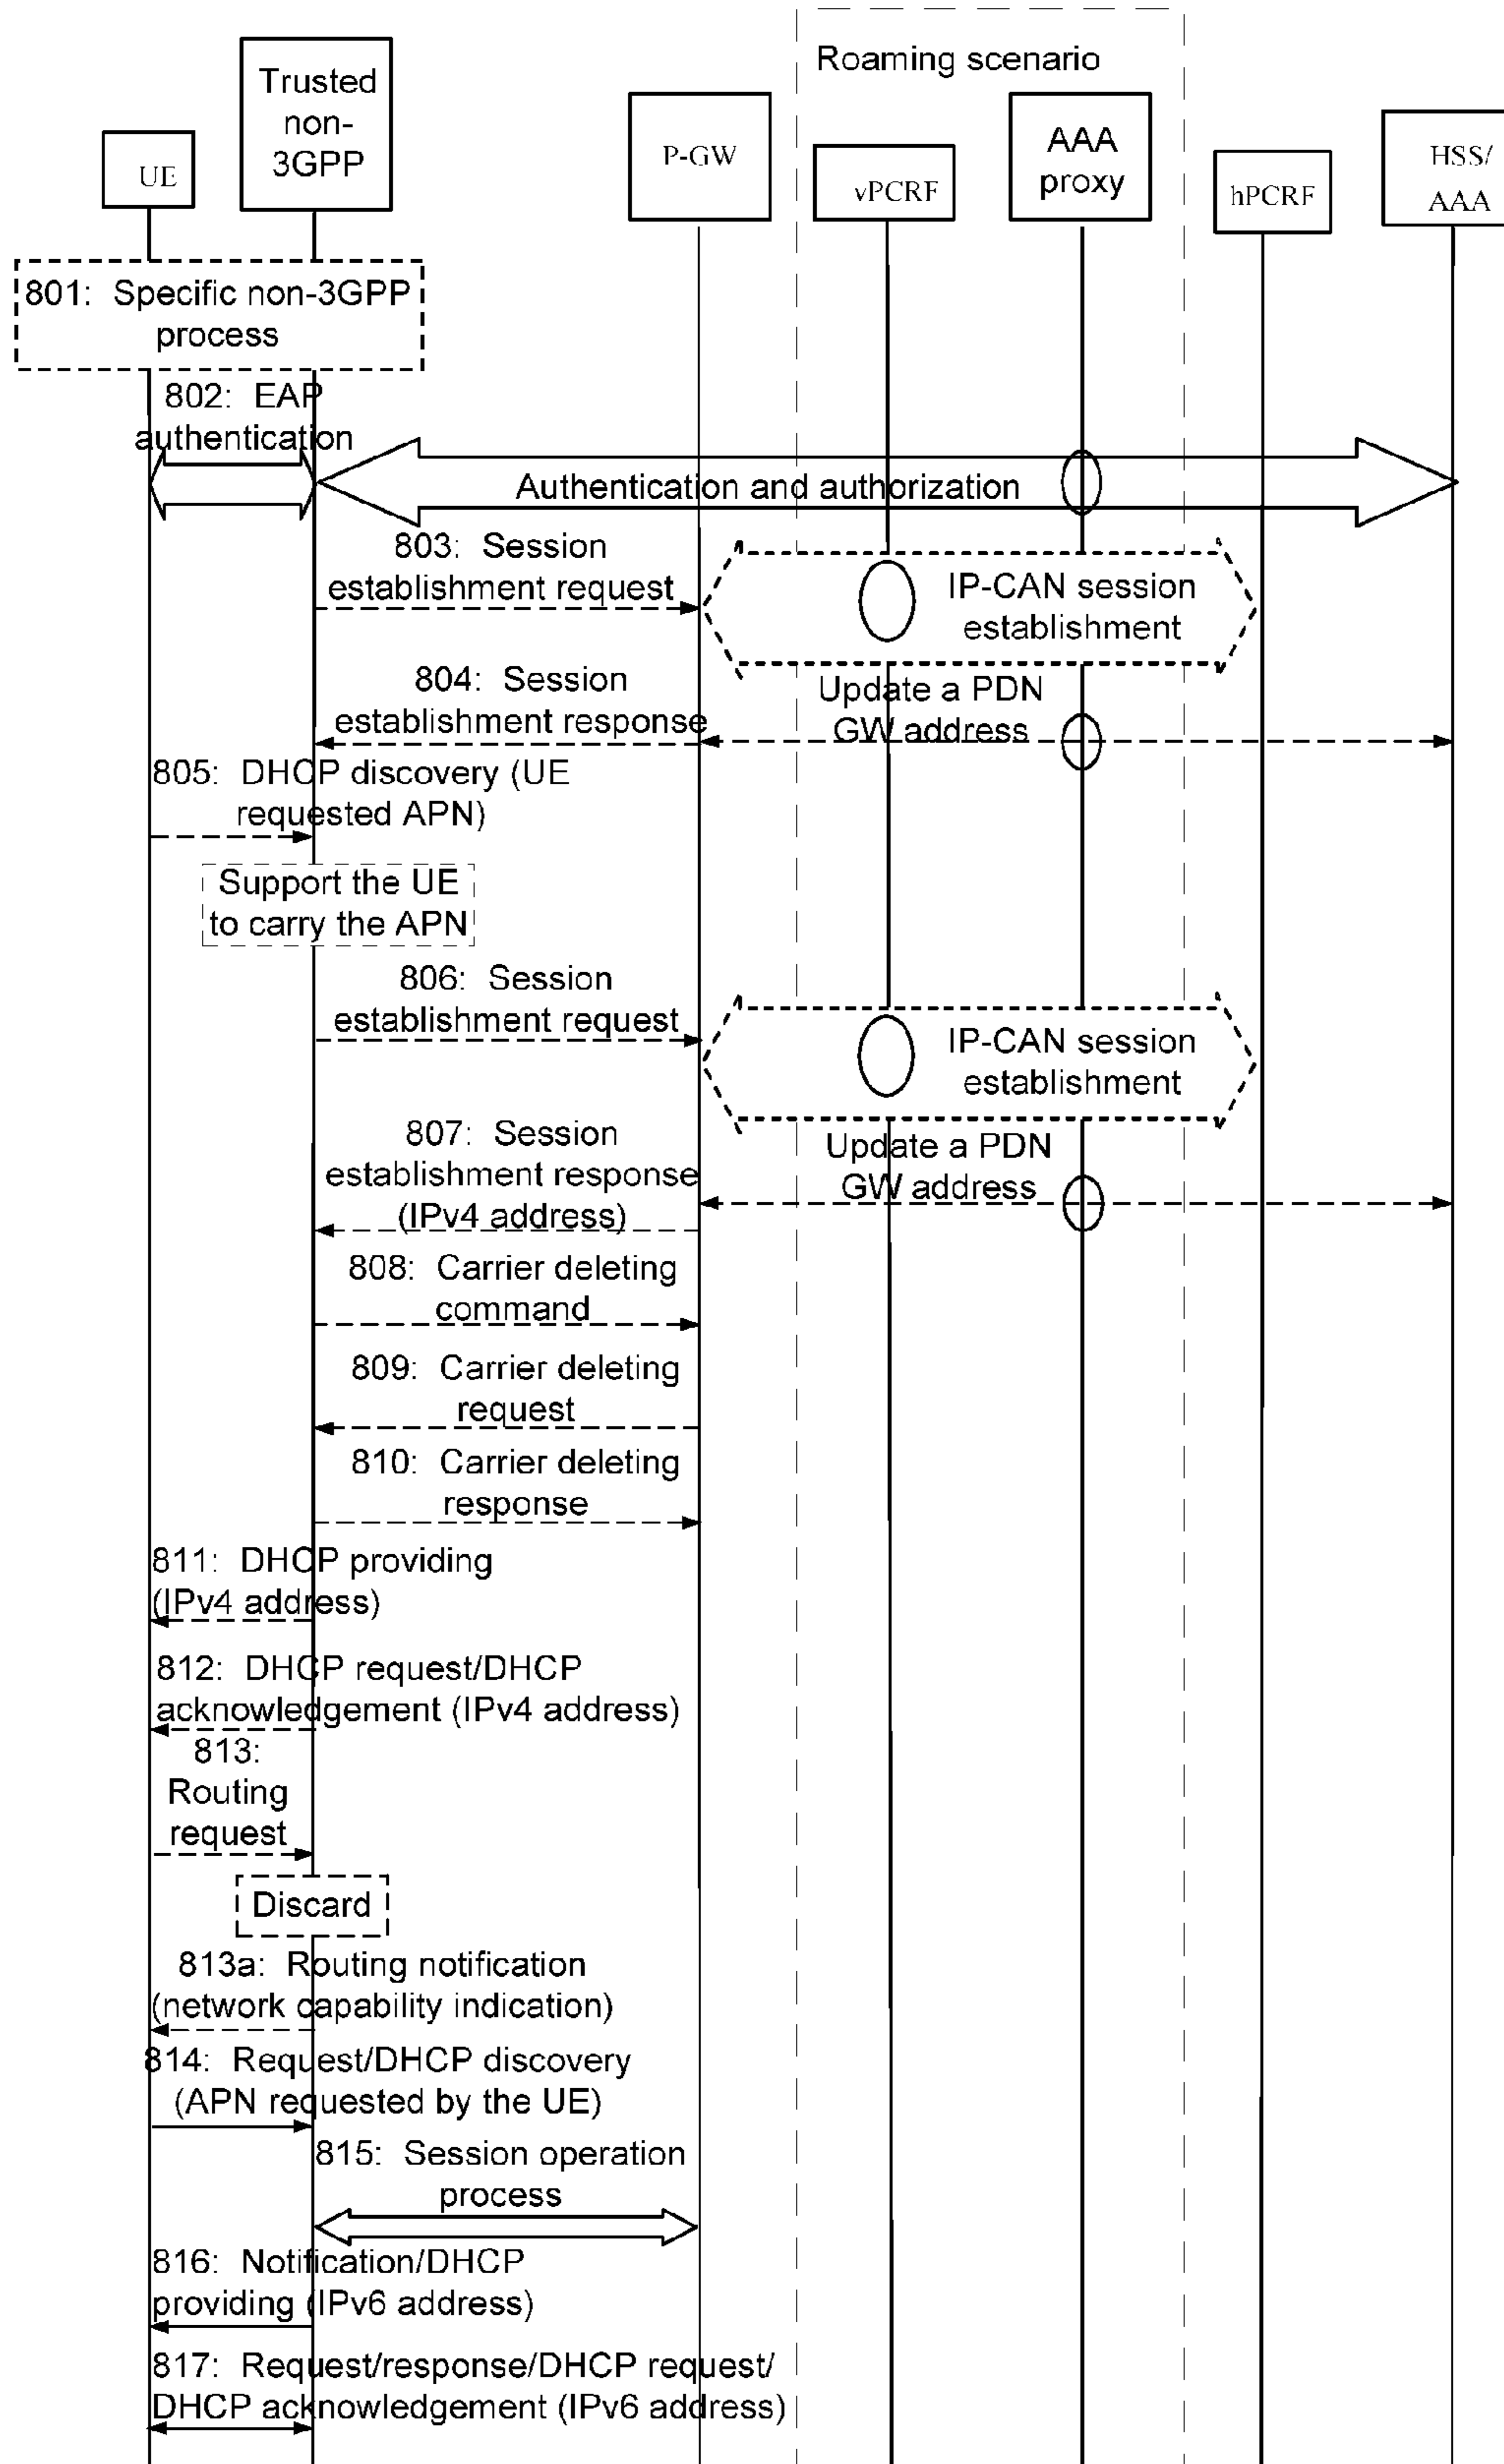 Roaming scenario
UE
Trusted
non-
3GPP
P-GW
vPCRF
AAA
proxy
hPCRF
HSS/
AAA
801: Specific non-3GPP
process
802: EAP
authentication
Authentication and authorization
803: Session
establishment request
IP-CAN session
establishment
804: Session
establishment response
Update a PDN
GW address
805: DHCP discovery (UE
requested APN)
Support the UE
to carry the APN
806: Session
establishment request
IP-CAN session
establishment
807: Session
establishment response
(IPv4 address)
Update a PDN
GW address
808: Carrier deleting
command
809: Carrier deleting
request
810: Carrier deleting
response
811: DHCP providing
(IPv4 address)
812: DHCP request/DHCP
acknowledgement (IPv4 address)
813:
Routing
request
Discard
813a: Routing notification
(network capability indication)
814: Request/DHCP discovery
(APN requested by the UE)
815: Session operation
process
816: Notification/DHCP
providing (IPv6 address)
817: Request/response/DHCP request/
DHCP acknowledgement (IPv6 address)